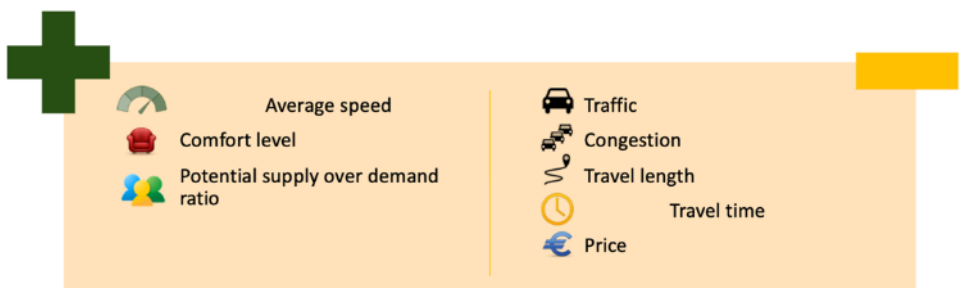 Average speed
Comfort level
Potential supply over demand
ratio
Traffic
Congestion
Travel length
Travel time
Price